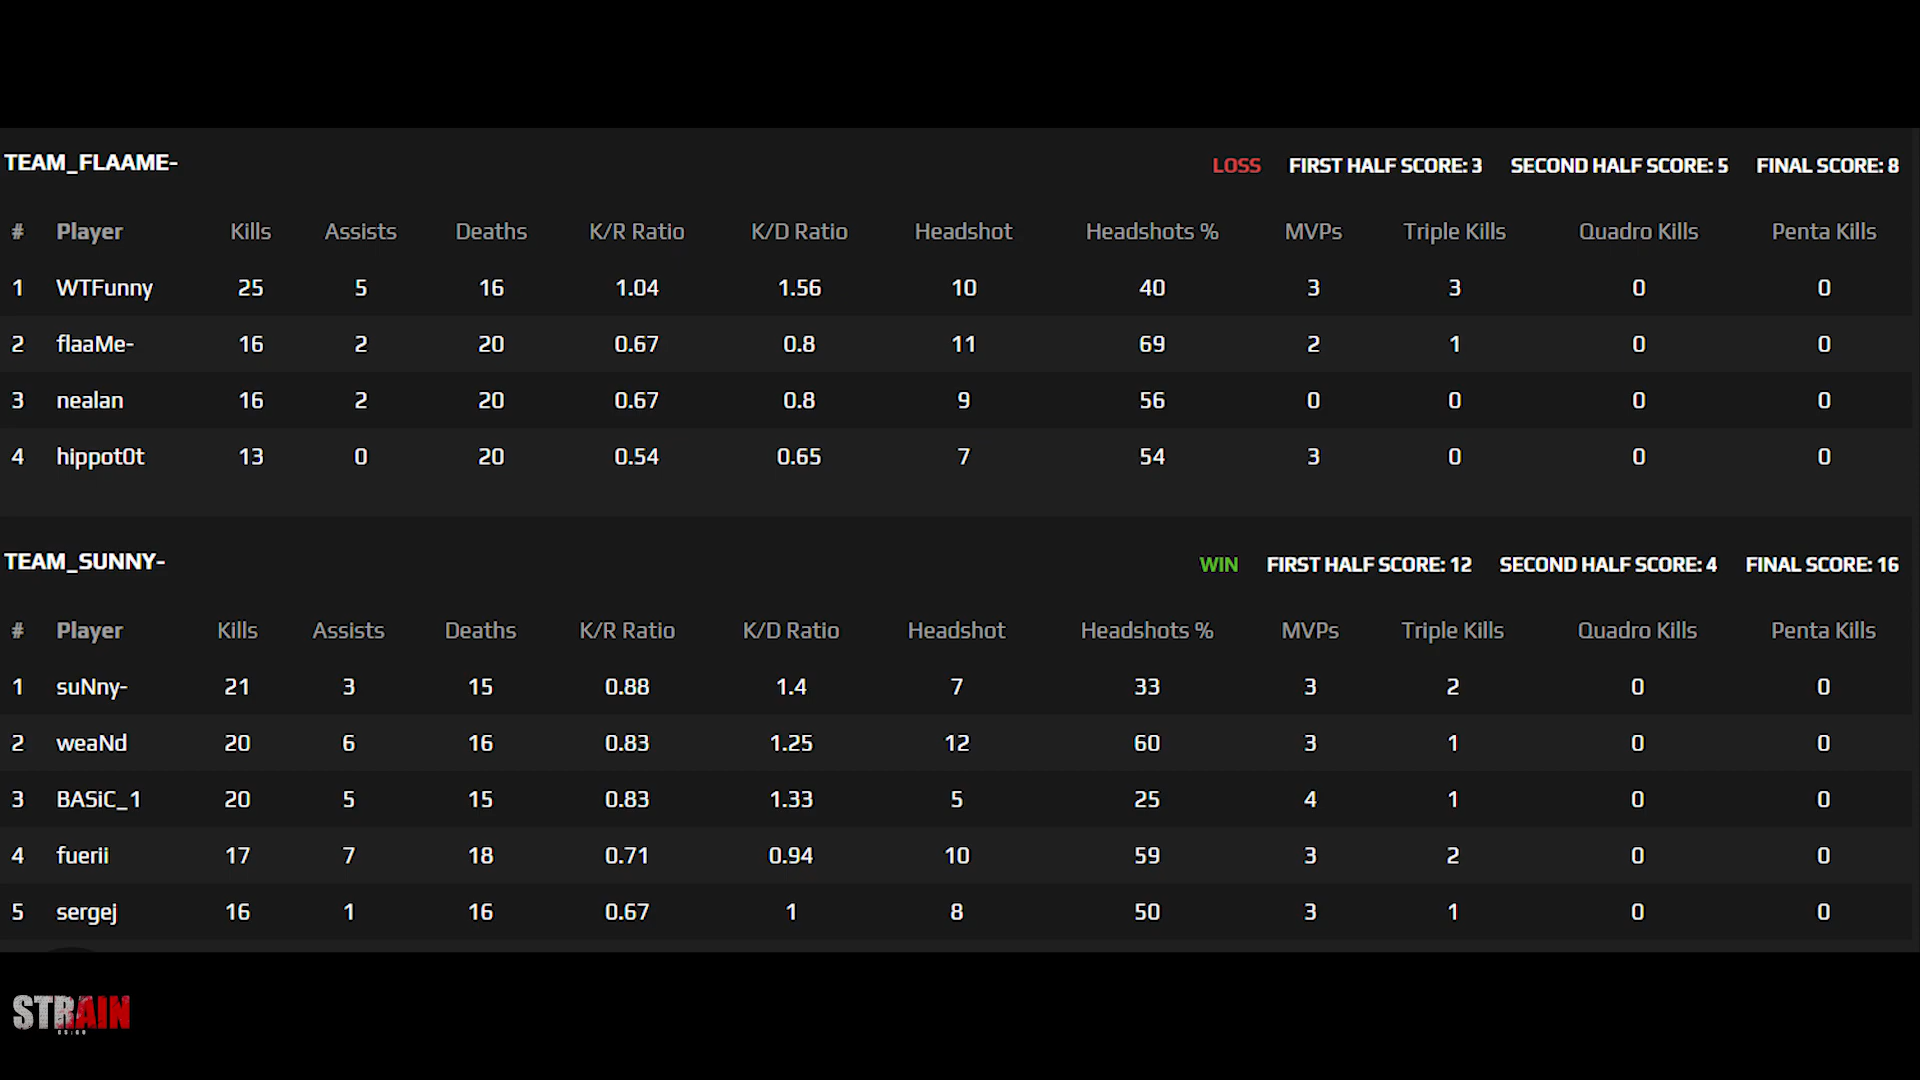 TEAM_FLAAME-
LOSS FIRST HALF SCORE: 3 SECOND HALF SCORE: 5 FINAL SCORE: 8
# Player Kills Assists Deaths K/R Ratio K/D Ratio Headshot Headshots % MVPs Triple Kills Quadro Kills Penta Kills
1 WTFunny 25 5 16 1.04 1.56 10 40 3 3 0 0
2 flaaMe- 16 2 20 0.67 0.8 11 69 2 1 0 0
3 nealan 16 2 20 0.67 0.8 9 56 0 0 0 0
4 hippot0t 13 0 20 0.54 0.65 7 54 3 0 0 0
TEAM_SUNNY-
WIN FIRST HALF SCORE: 12 SECOND HALF SCORE: 4 FINAL SCORE: 16
# Player Kills Assists Deaths K/R Ratio K/D Ratio Headshot Headshots % MVPs Triple Kills Quadro Kills Penta Kills
1 suNny- 21 3 15 0.88 1.4 7 33 3 2 0 0
2 weaNd 20 6 16 0.83 1.25 12 60 3 1 0 0
3 BASiC_1 20 5 15 0.83 1.33 5 25 4 1 0 0
4 fuerii 17 7 18 0.71 0.94 10 59 3 2 0 0
5 sergej 16 1 16 0.67 1 8 50 3 1 0 0
STRAIN